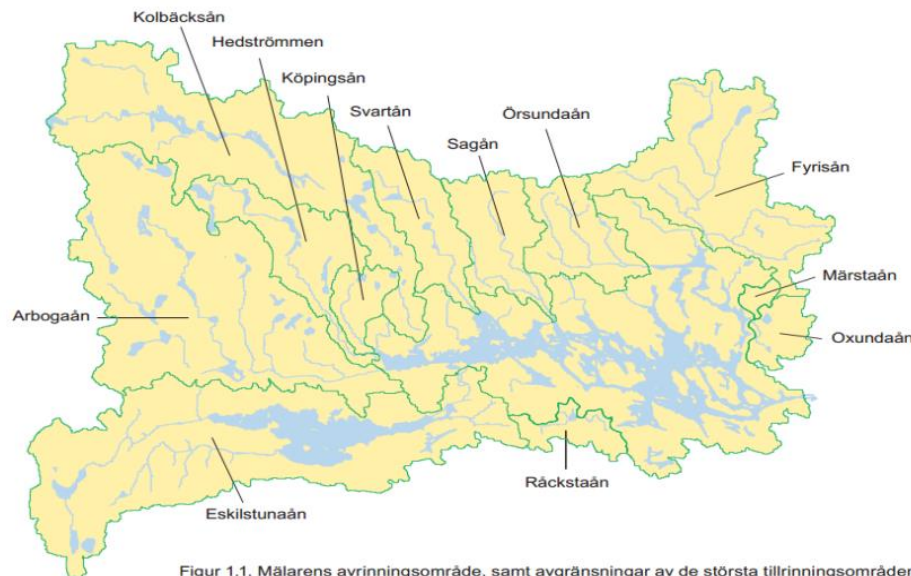 Kolbäcksån
Hedströmmen
Köpingsån
Svartån
Sagån
Örsundaån
Fyrisån
Märstaån
Oxundaån
Arbogaån
Råckstaån
Eskilstunaån
Figur 1.1. Mälarens avrinningsområde, samt avgränsningar av de största tillrinningsområden